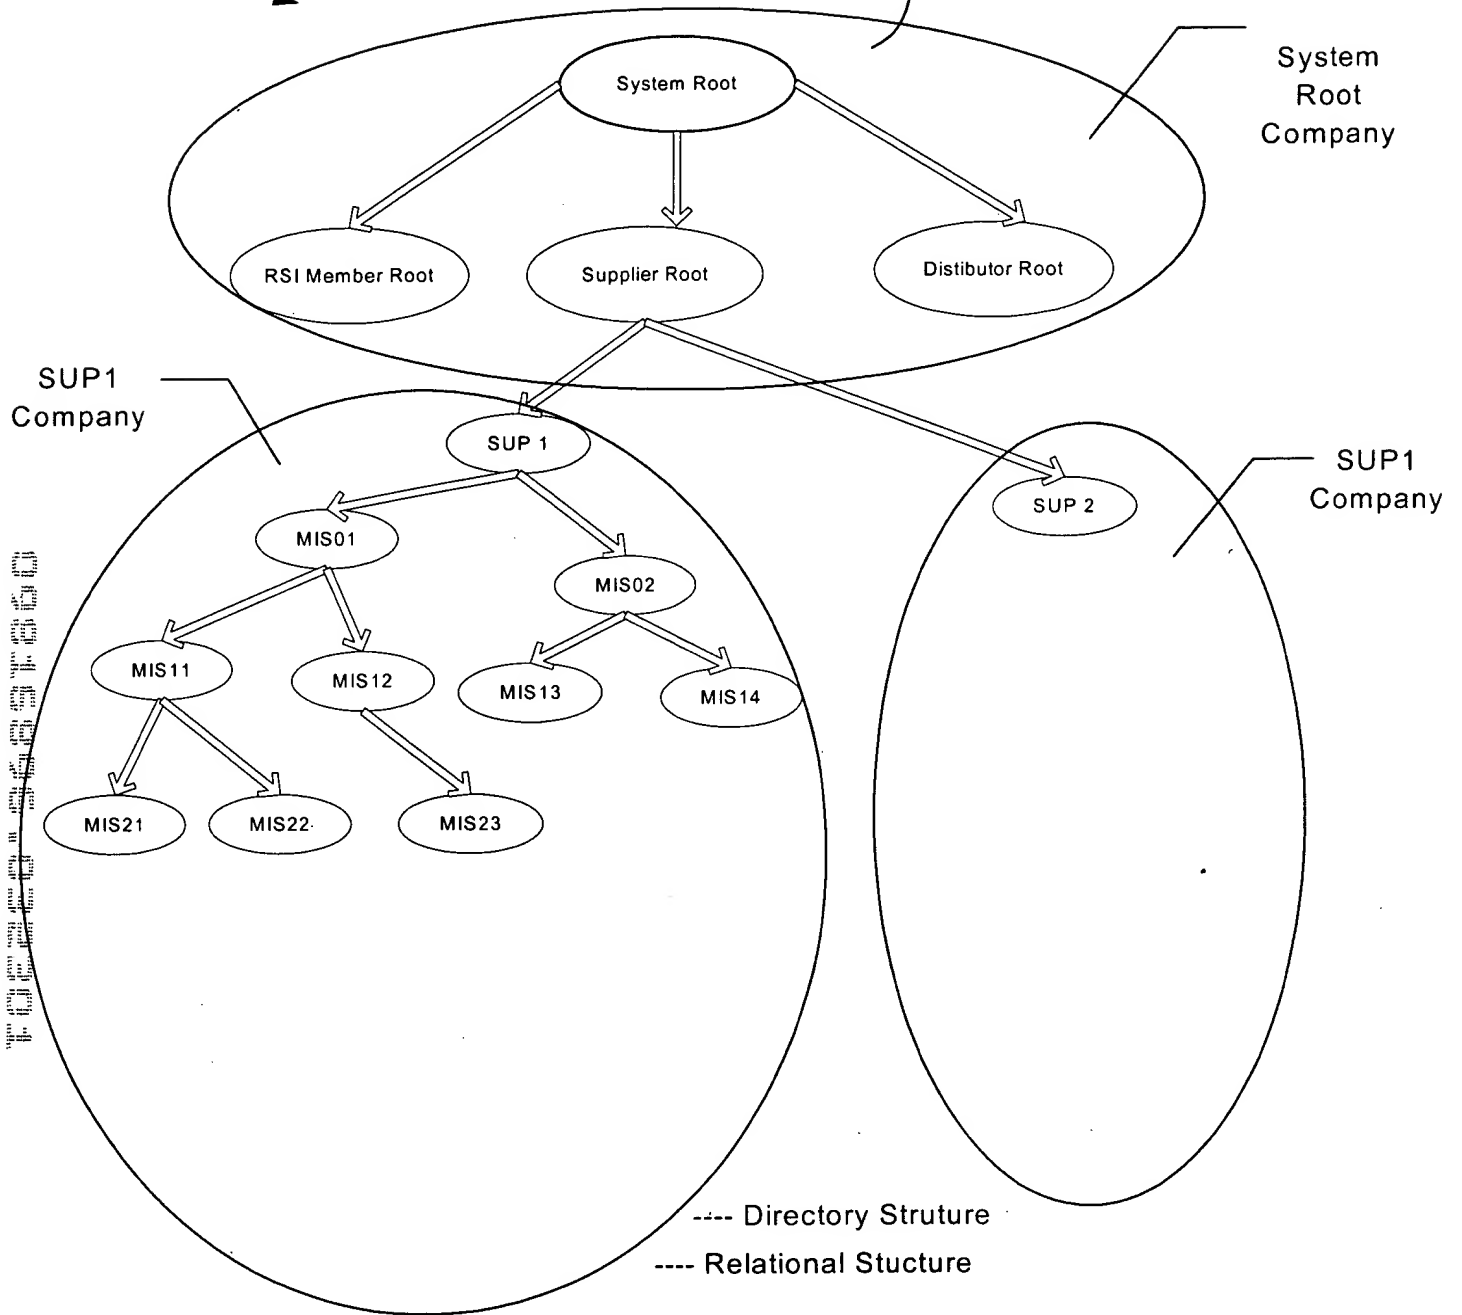 System Root
System
Root
Company
RSI Member Root
Supplier Root
Distibutor Root
SUP1
Company
SUP 1
SUP1
Company
SUP 2
MIS01
MIS02
MIS11
MIS12
MIS13
MIS14
MIS21
MIS22
MIS23
---- Directory Struture
---- Relational Stucture